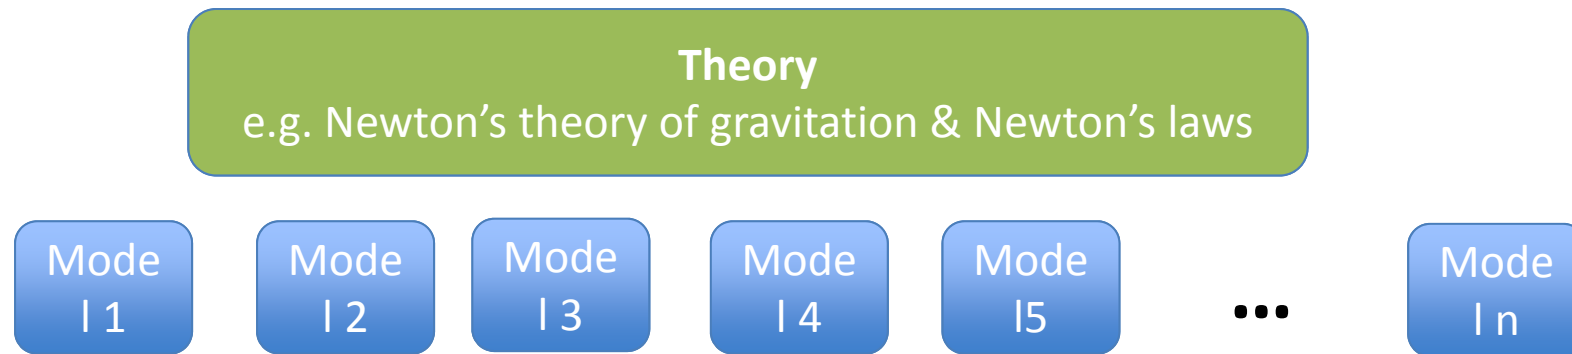 Theory
e.g. Newton’s theory of gravitation & Newton’s laws
Mode
l 1
Mode
l 2
Mode
l 3
Mode
l 4
Mode
l5
...
Mode
l n